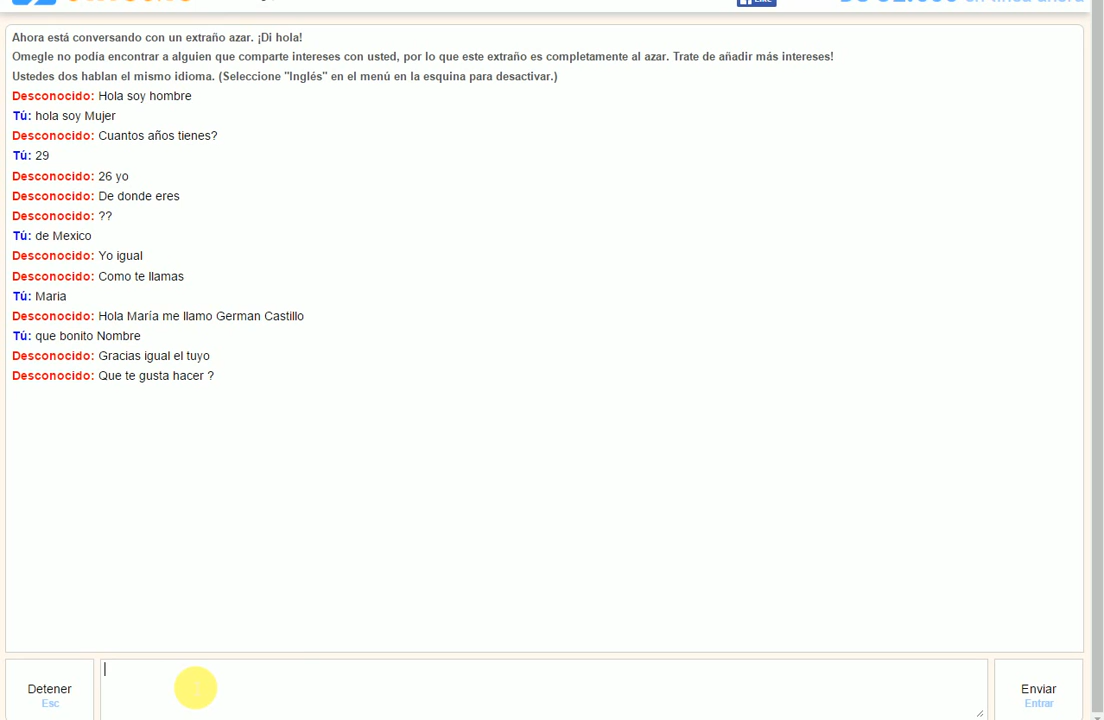 Ahora está conversando con un extraño azar. ¡Di hola!
Omegle no podía encontrar a alguien que comparte intereses con usted, por lo que este extraño es completamente al azar. Trate de añadir más intereses!
Ustedes dos hablan el mismo idioma. (Seleccione "Inglés" en el menú en la esquina para desactivar.)
Desconocido: Hola soy hombre
Tú: hola soy Mujer
Desconocido: Cuantos años tienes?
Tú: 29
Desconocido: 26 yo
Desconocido: De donde eres
Desconocido: ??
Tú: de Mexico
Desconocido: Yo igual
Desconocido: Como te llamas
Tú: Maria
Desconocido: Hola María me llamo German Castillo
Tú: que bonito Nombre
Desconocido: Gracias igual el tuyo
Desconocido: Que te gusta hacer ?
Detener
Esc
Enviar
Entrar